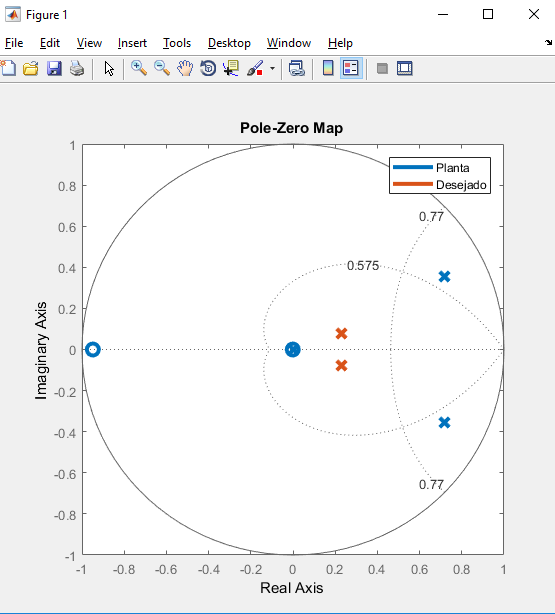 Figure 1
File Edit View Insert Tools Desktop Window Help
Pole-Zero Map
Planta
Desejado
0.77
0.575
0.77
1
0.8
0.6
0.4
0.2
0
-0.2
-0.4
-0.6
-0.8
-1
Imaginary Axis
-1 -0.8 -0.6 -0.4 -0.2 0 0.2 0.4 0.6 0.8 1
Real Axis